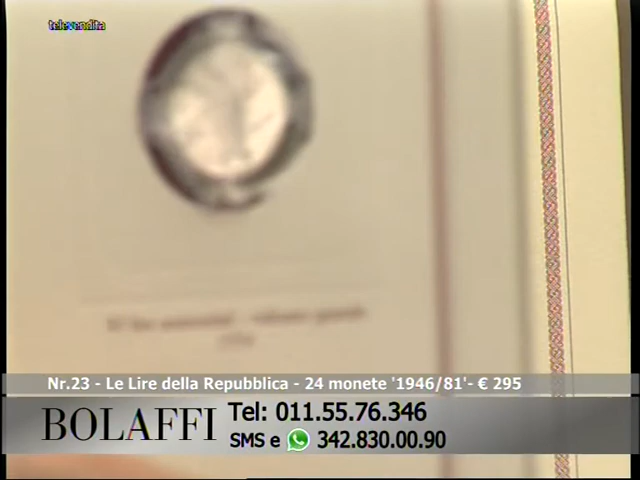 televendita
Nr.23 - Le Lire della Repubblica - 24 monete '1946/81'- € 295
BOLAFFI
Tel: 011.55.76.346
SMS e 342.830.00.90